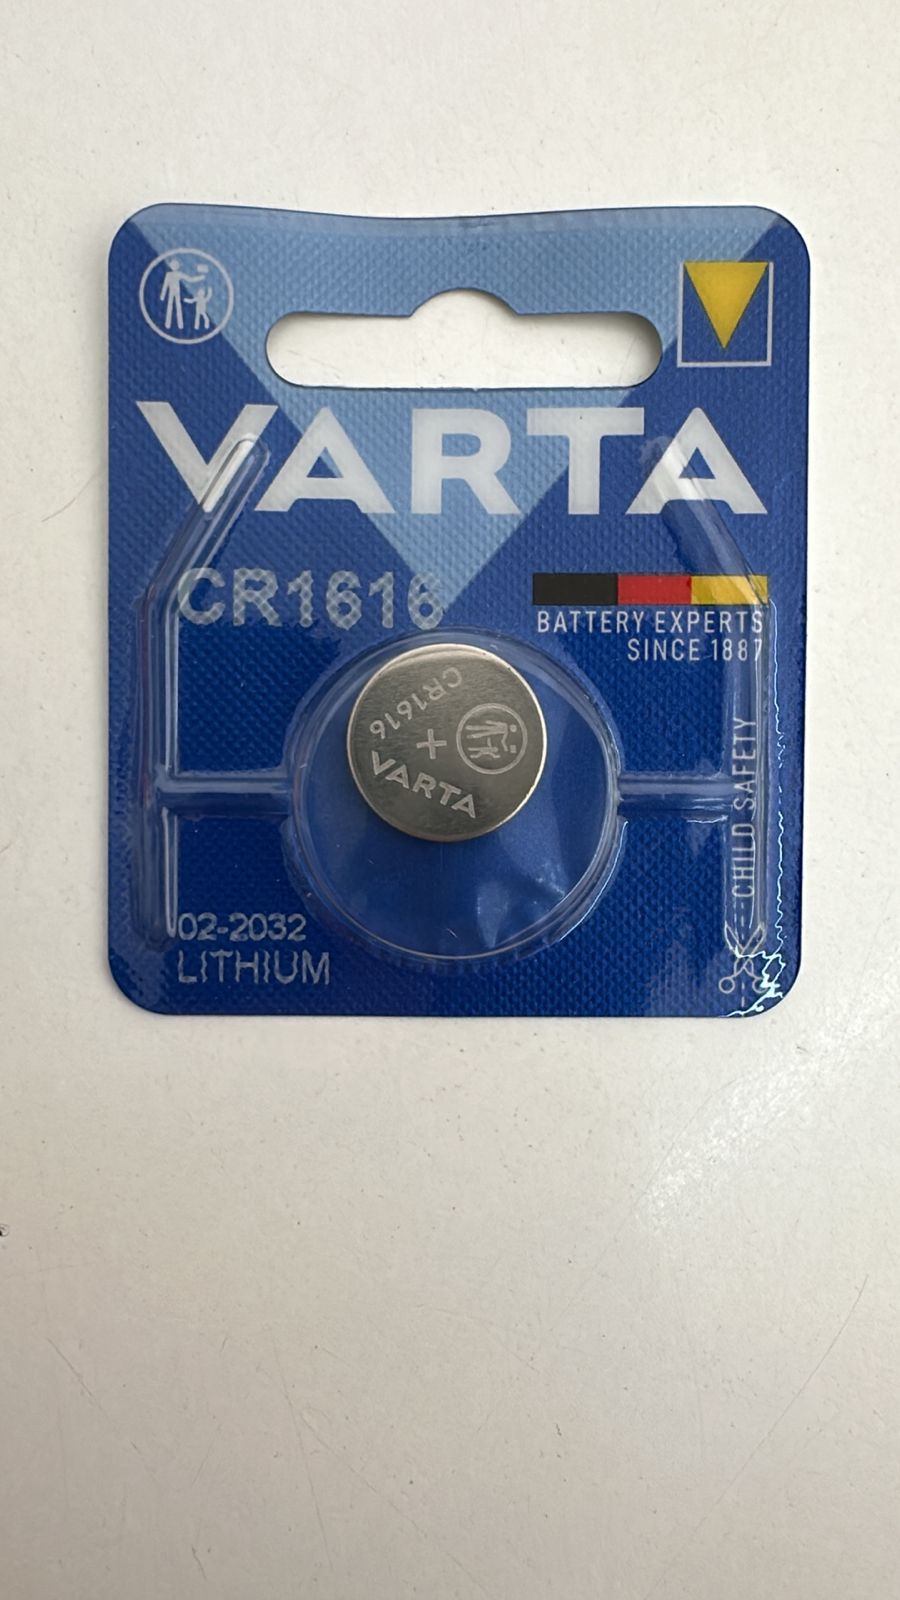 VARTA
CR1616
BATTERY EXPERTS
SINCE 1887
CR1616
+
VARTA
CHILD SAFETY
02-2032
LITHIUM